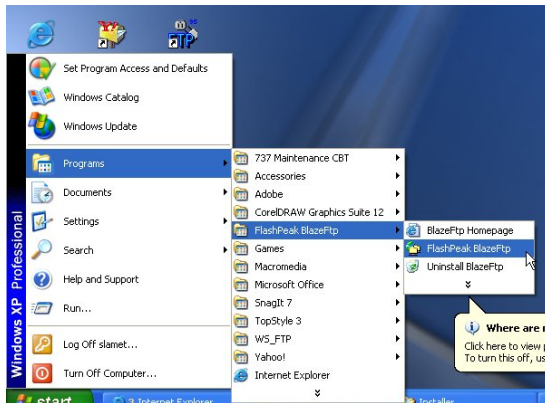 FTP
95
Set Program Access and Defaults
Windows Catalog
Windows Update
Programs
Documents
Settings
Search
Help and Support
Run...
Log Off slamet...
Turn Off Computer...
Windows XP Professional
737 Maintenance CBT
Accessories
Adobe
CorelDRAW Graphics Suite 12
FlashPeak BlazeFtp
Games
Macromedia
Microsoft Office
SnagIt 7
TopStyle 3
WS_FTP
Yahoo!
Internet Explorer
BlazeFtp Homepage
FlashPeak BlazeFtp
Uninstall BlazeFtp
Where are
Click here to view
To turn this off, us
start
3 Internet Explorer
Installer